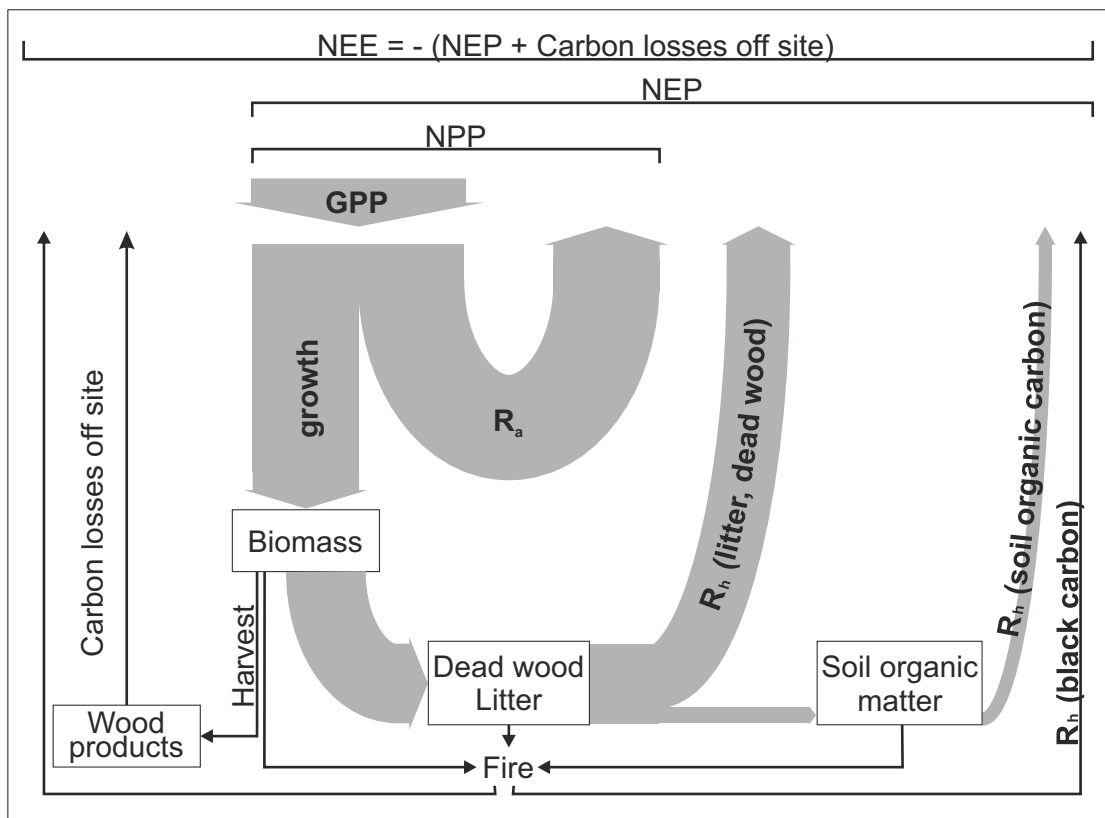 NEE = - (NEP + Carbon losses off site)
NEP
NPP
GPP
growth
Rₐ
Rₕ (litter, dead wood)
Rₕ (soil organic carbon)
Rₕ (black carbon)
Carbon losses off site
Biomass
Harvest
Dead wood
Litter
Soil organic
matter
Wood
products
Fire